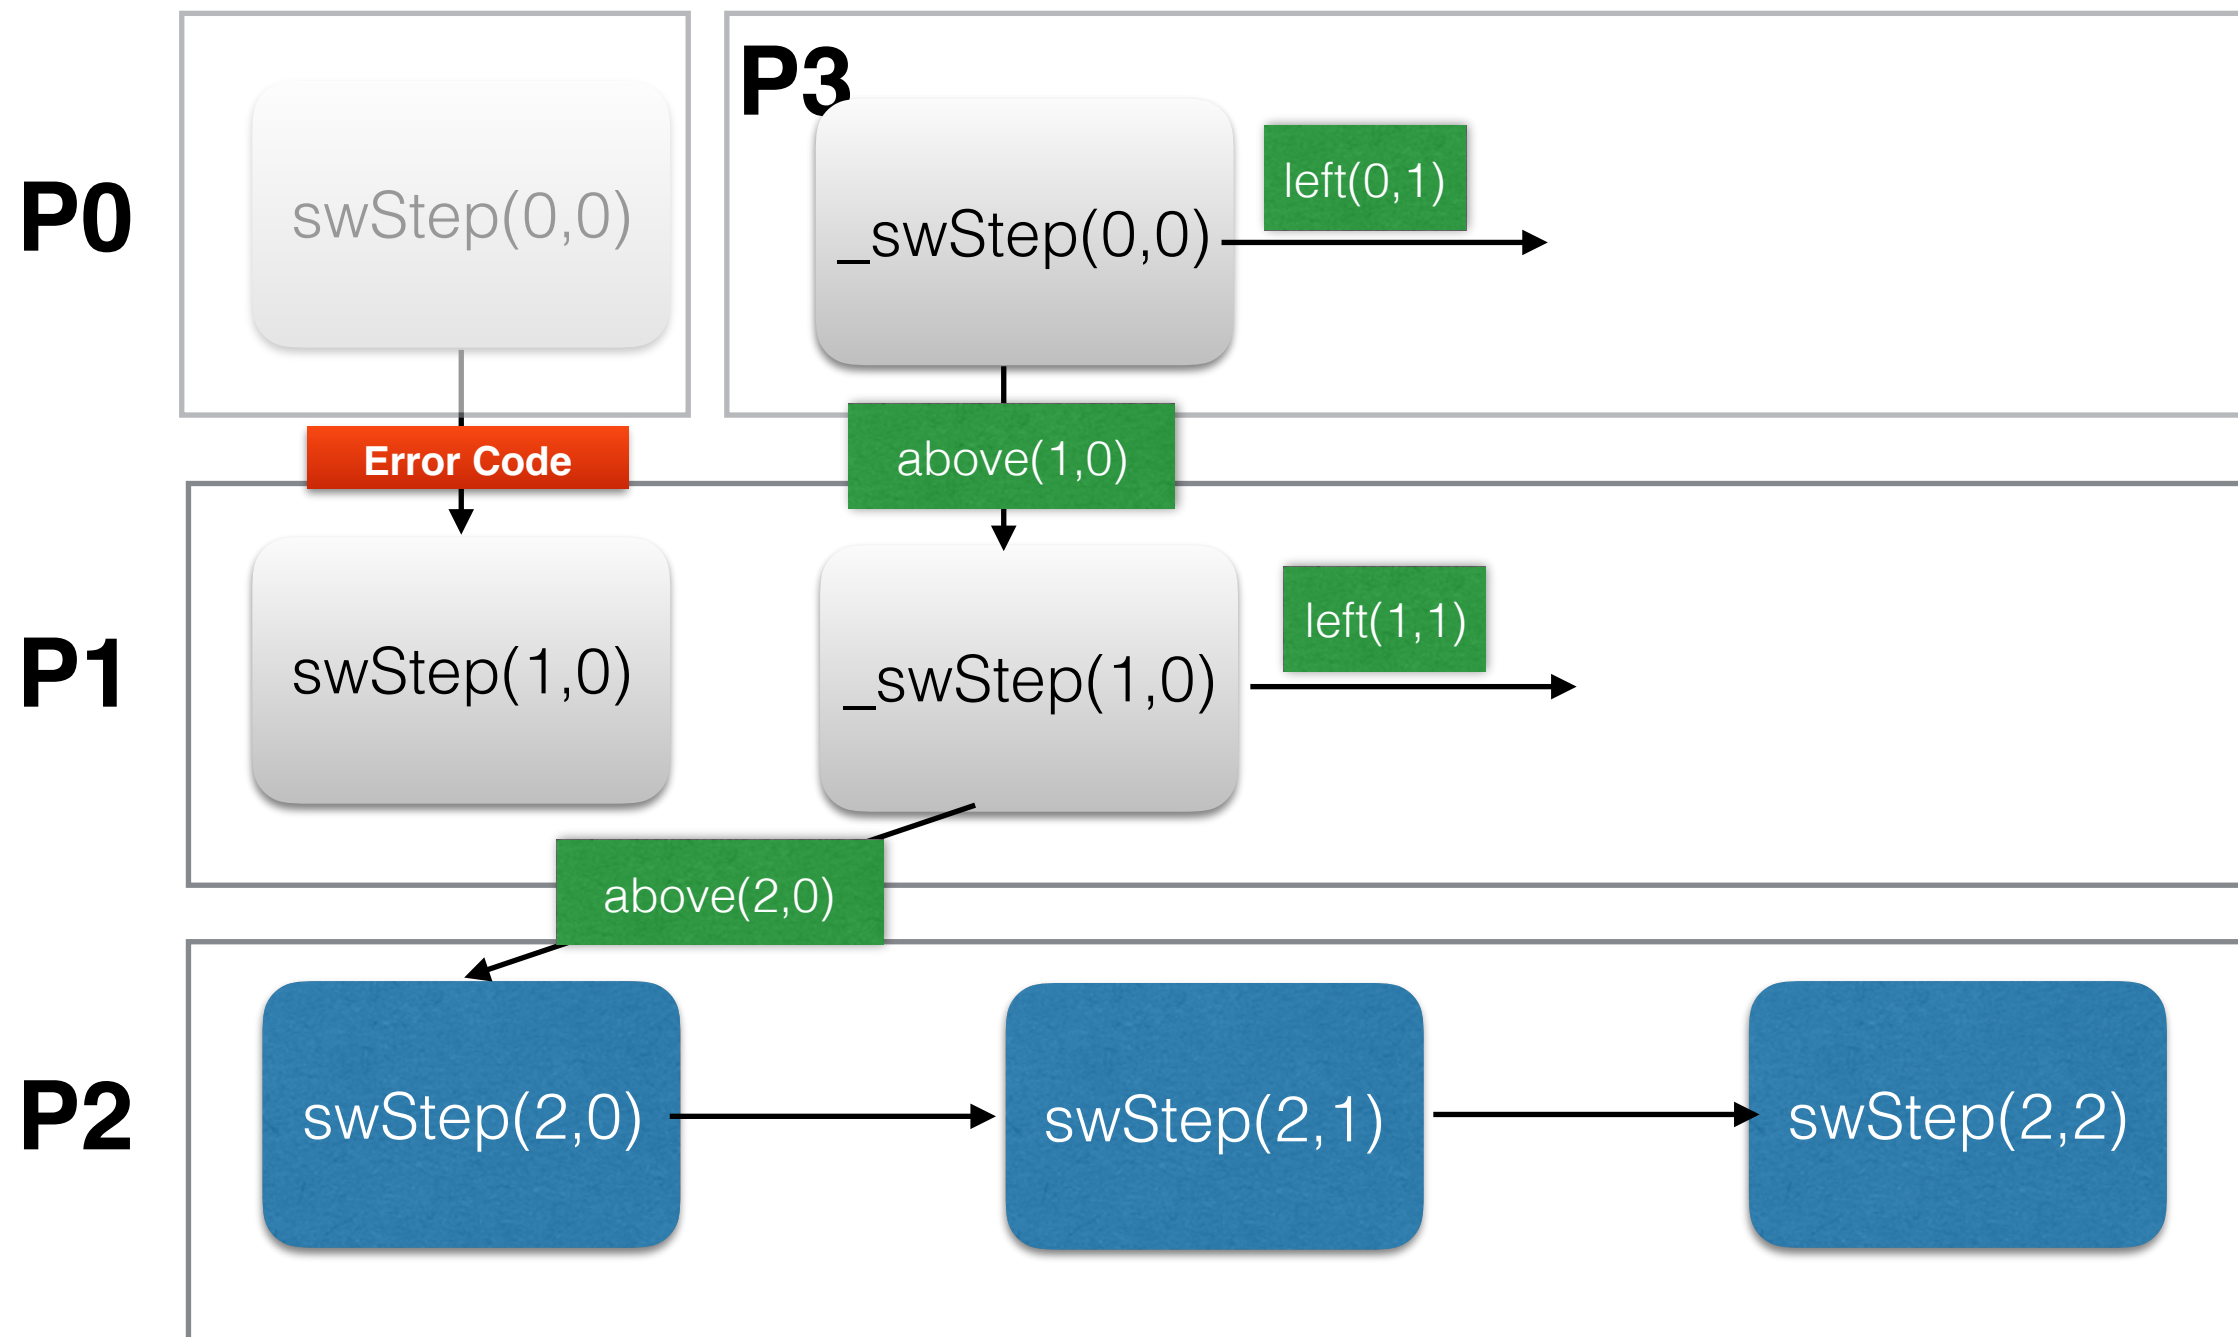 P0
swStep(0,0)
P3
_swStep(0,0)
left(0,1)
Error Code
above(1,0)
P1
swStep(1,0)
_swStep(1,0)
left(1,1)
above(2,0)
P2
swStep(2,0)
swStep(2,1)
swStep(2,2)